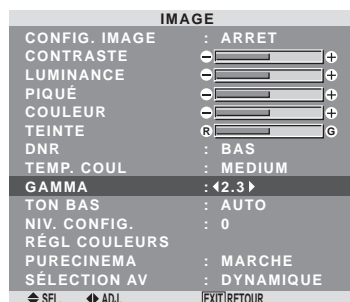 IMAGE
CONFIG. IMAGE : ARRET
CONTRASTE
LUMINANCE
PIQUÉ
COULEUR
TEINTE R G
DNR : BAS
TEMP. COUL : MEDIUM
GAMMA : 2.3
TON BAS : AUTO
NIV. CONFIG. : 0
RÉGL COULEURS
PURECINEMA : MARCHE
SÉLECTION AV : DYNAMIQUE
SEL. ADJ. EXIT RETOUR